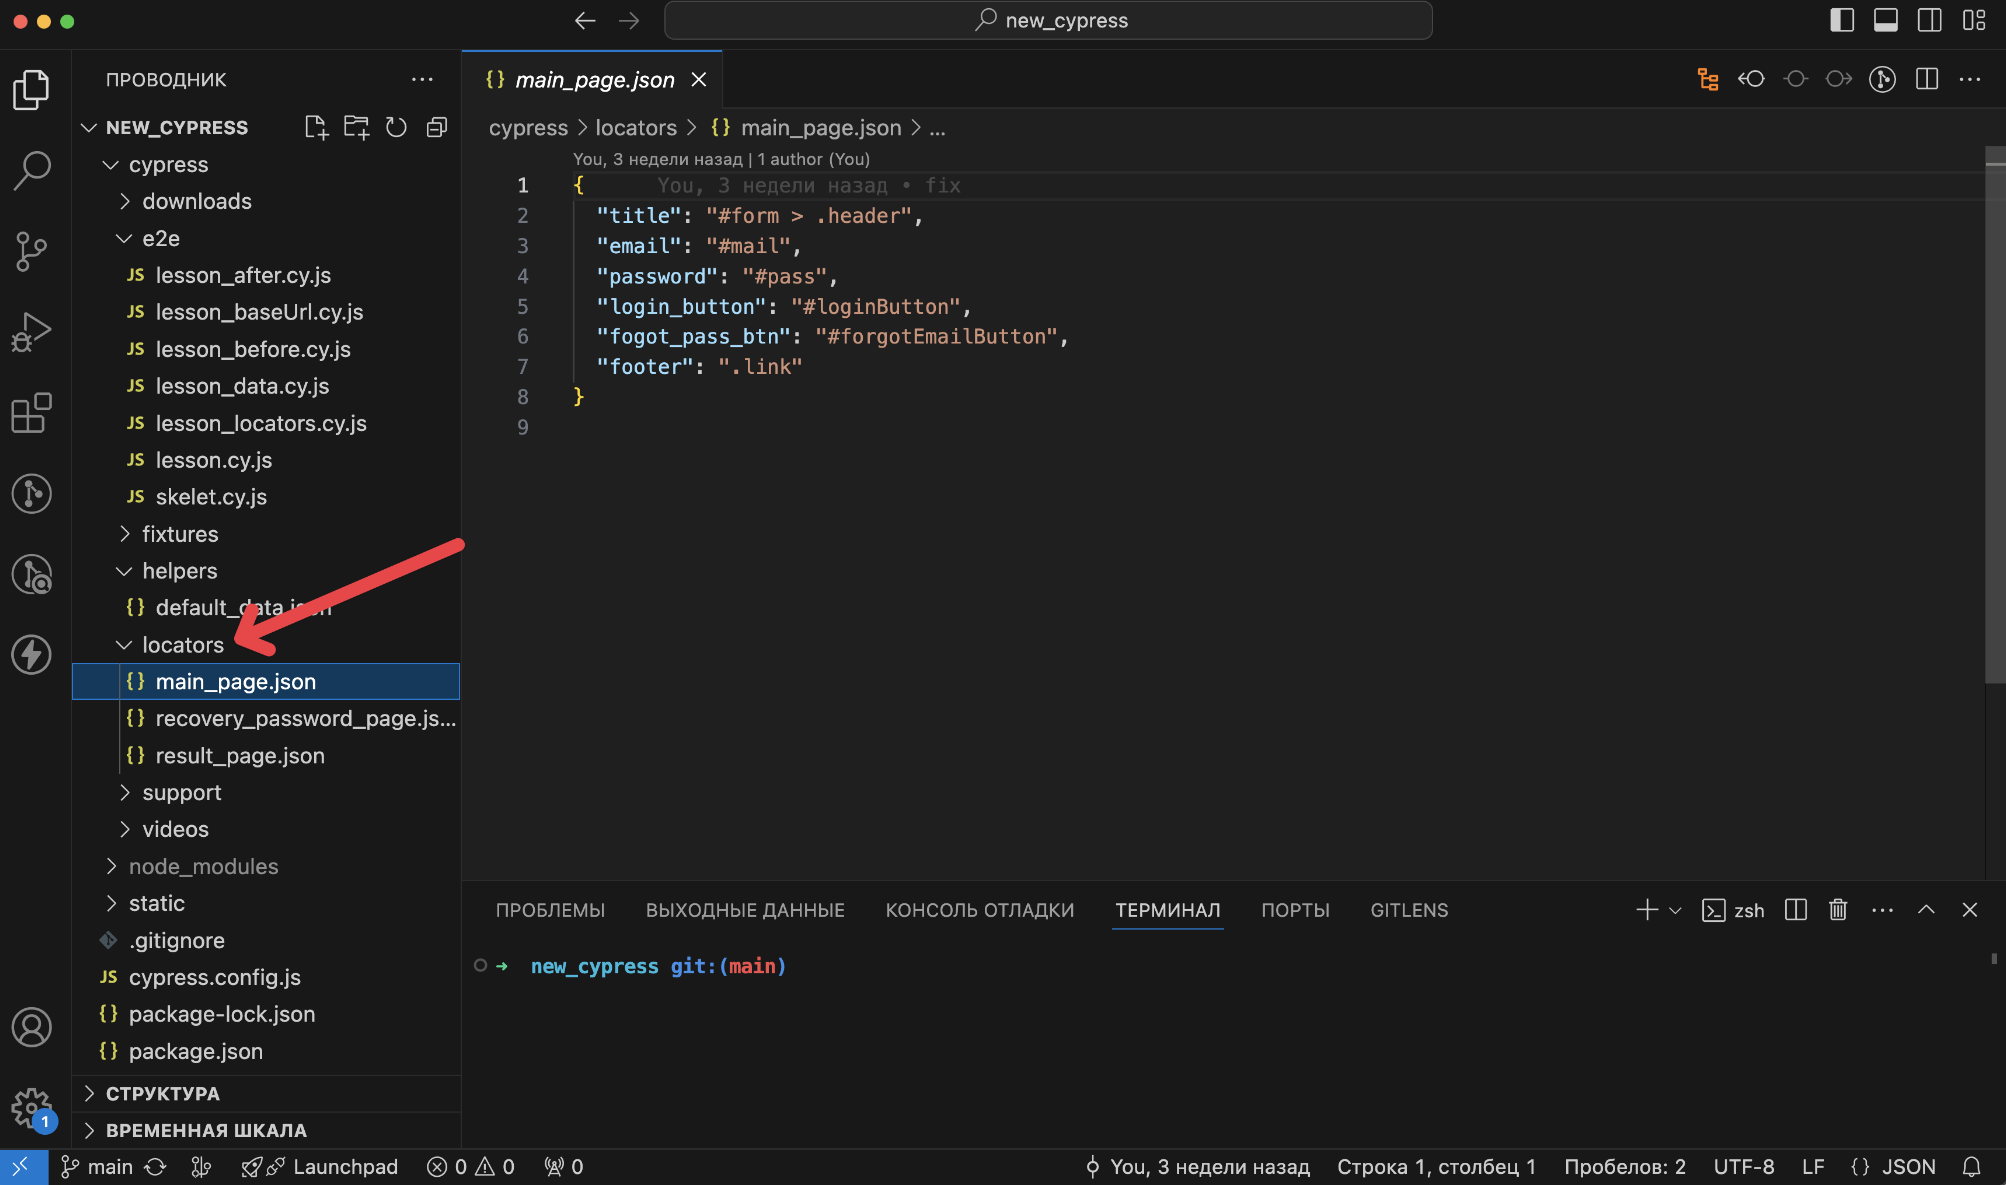 new_cypress
ПРОВОДНИК
NEW_CYPRESS
cypress
downloads
e2e
JS lesson_after.cy.js
JS lesson_baseUrl.cy.js
JS lesson_before.cy.js
JS lesson_data.cy.js
JS lesson_locators.cy.js
JS lesson.cy.js
JS skelet.cy.js
fixtures
helpers
{} default_data.json
locators
{} main_page.json
{} recovery_password_page.js...
{} result_page.json
support
videos
node_modules
static
.gitignore
JS cypress.config.js
{} package-lock.json
{} package.json
СТРУКТУРА
ВРЕМЕННАЯ ШКАЛА
1
{} main_page.json
cypress > locators > {} main_page.json > ...
You, 3 недели назад | 1 author (You)
1 { You, 3 недели назад • fix
2 "title": "#form > .header",
3 "email": "#mail",
4 "password": "#pass",
5 "login_button": "#loginButton",
6 "fogot_pass_btn": "#forgotEmailButton",
7 "footer": ".link"
8 }
9
ПРОБЛЕМЫ ВЫХОДНЫЕ ДАННЫЕ КОНСОЛЬ ОТЛАДКИ ТЕРМИНАЛ ПОРТЫ GITLENS zsh
→ new_cypress git:(main)
main Launchpad 0 0 0 You, 3 недели назад Строка 1, столбец 1 Пробелов: 2 UTF-8 LF {} JSON